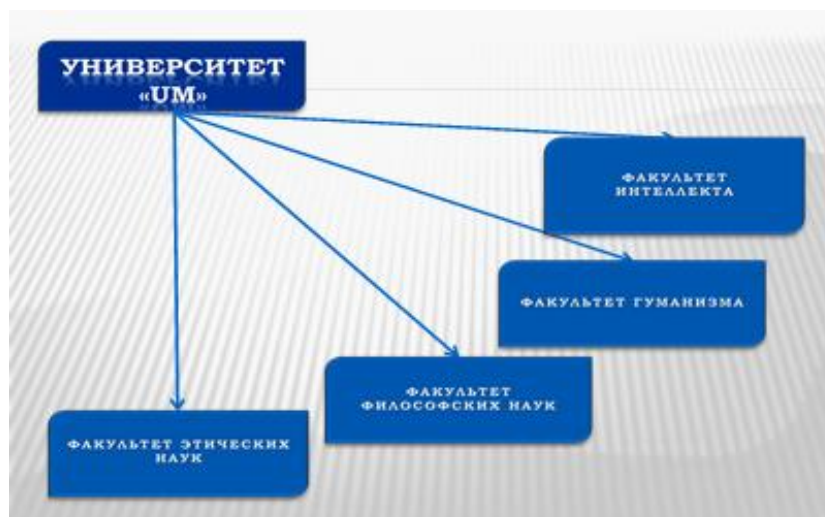 УНИВЕРСИТЕТ
«UM»
ФАКУЛЬТЕТ
ИНТЕЛЛЕКТА
ФАКУЛЬТЕТ ГУМАНИЗМА
ФАКУЛЬТЕТ
ФИЛОСОФСКИХ НАУК
ФАКУЛЬТЕТ ЭТИЧЕСКИХ
НАУК